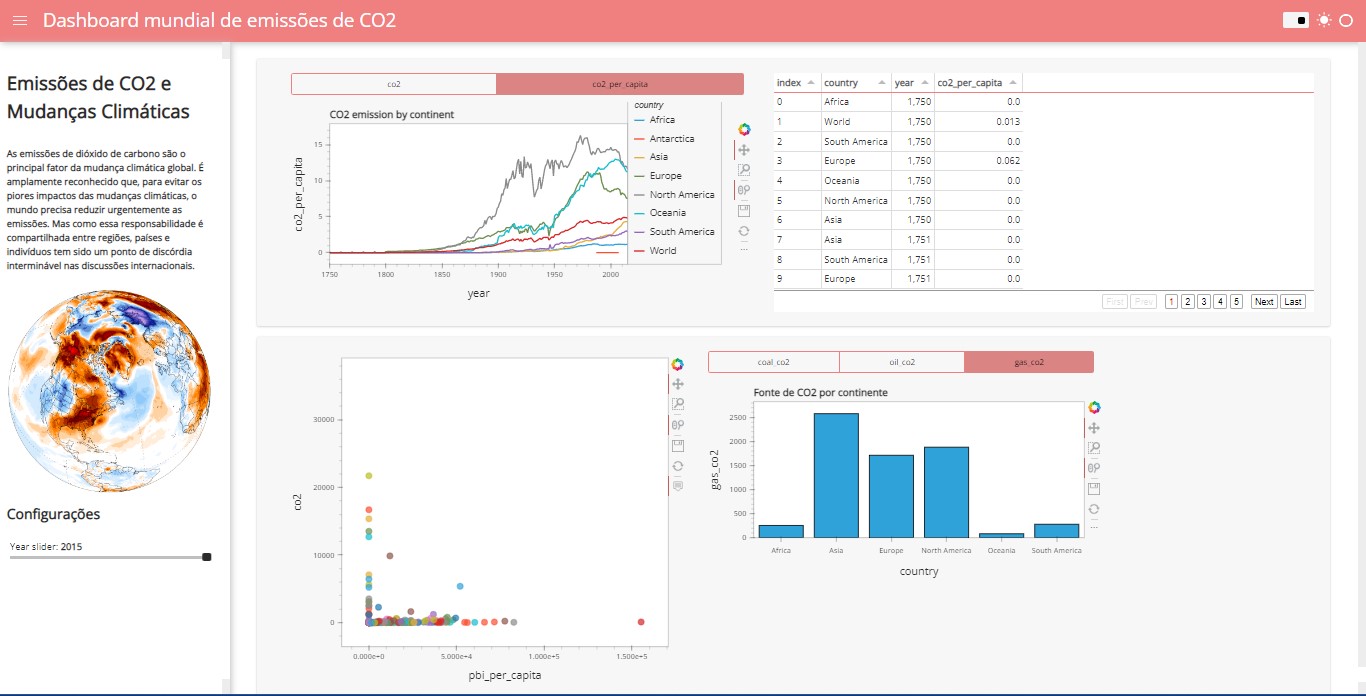 Dashboard mundial de emissões de CO2
Emissões de CO2 e
Mudanças Climáticas
As emissões de dióxido de carbono são o
principal fator da mudança climática global. É
amplamente reconhecido que, para evitar os
piores impactos das mudanças climáticas, o
mundo precisa reduzir urgentemente as
emissões. Mas como essa responsabilidade é
compartilhada entre regiões, países e
indivíduos tem sido um ponto de discórdia
interminável nas discussões internacionais.
Configurações
Year slider: 2015
co2
co2_per_capita
CO2 emission by continent
co2_per_capita
15
10
5
0
1750 1800 1850 1900 1950 2000
year
country
Africa
Antarctica
Asia
Europe
North America
Oceania
South America
World
index country year co2_per_capita
0 Africa 1,750 0.0
1 World 1,750 0.013
2 South America 1,750 0.0
3 Europe 1,750 0.062
4 Oceania 1,750 0.0
5 North America 1,750 0.0
6 Asia 1,750 0.0
7 Asia 1,751 0.0
8 South America 1,751 0.0
9 Europe 1,751 0.0
First Prev 1 2 3 4 5 Next Last
co2
30000
20000
10000
0
0.000e+0 5.000e+4 1.000e+5 1.500e+5
pbi_per_capita
coal_co2 oil_co2 gas_co2
Fonte de CO2 por continente
gas_co2
2500
2000
1500
1000
500
0
Africa Asia Europe North America Oceania South America
country